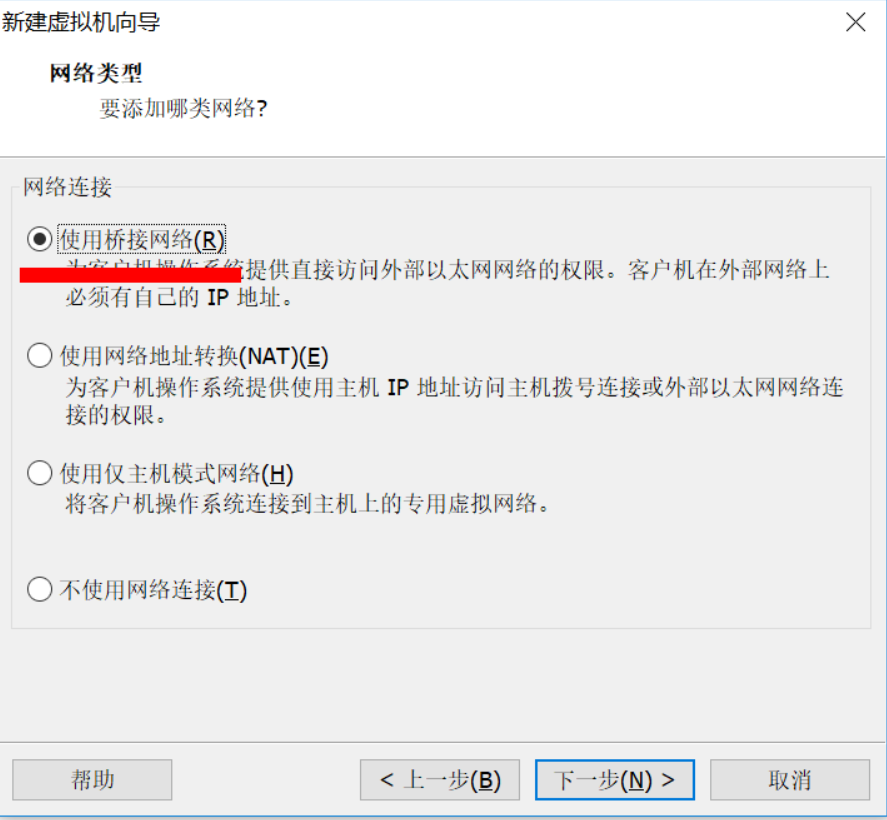 新建虚拟机向导
网络类型
要添加哪类网络?
网络连接
使用桥接网络(R)
为客户机操作系统提供直接访问外部以太网网络的权限。客户机在外部网络上
必须有自己的 IP 地址。
使用网络地址转换(NAT)(E)
为客户机操作系统提供使用主机 IP 地址访问主机拨号连接或外部以太网网络连
接的权限。
使用仅主机模式网络(H)
将客户机操作系统连接到主机上的专用虚拟网络。
不使用网络连接(T)
帮助
< 上一步(B)
下一步(N) >
取消